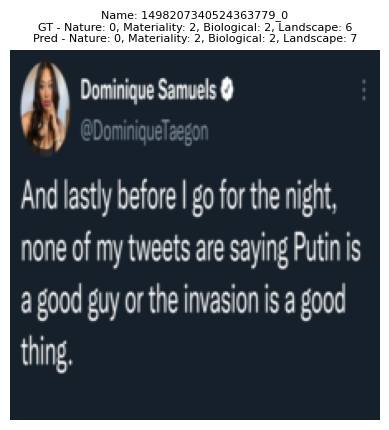 Name: 1498207340524363779_0
GT - Nature: 0, Materiality: 2, Biological: 2, Landscape: 6
Pred - Nature: 0, Materiality: 2, Biological: 2, Landscape: 7
Dominique Samuels
@DominiqueTaegon
And lastly before I go for the night,
none of my tweets are saying Putin is
a good guy or the invasion is a good
thing.